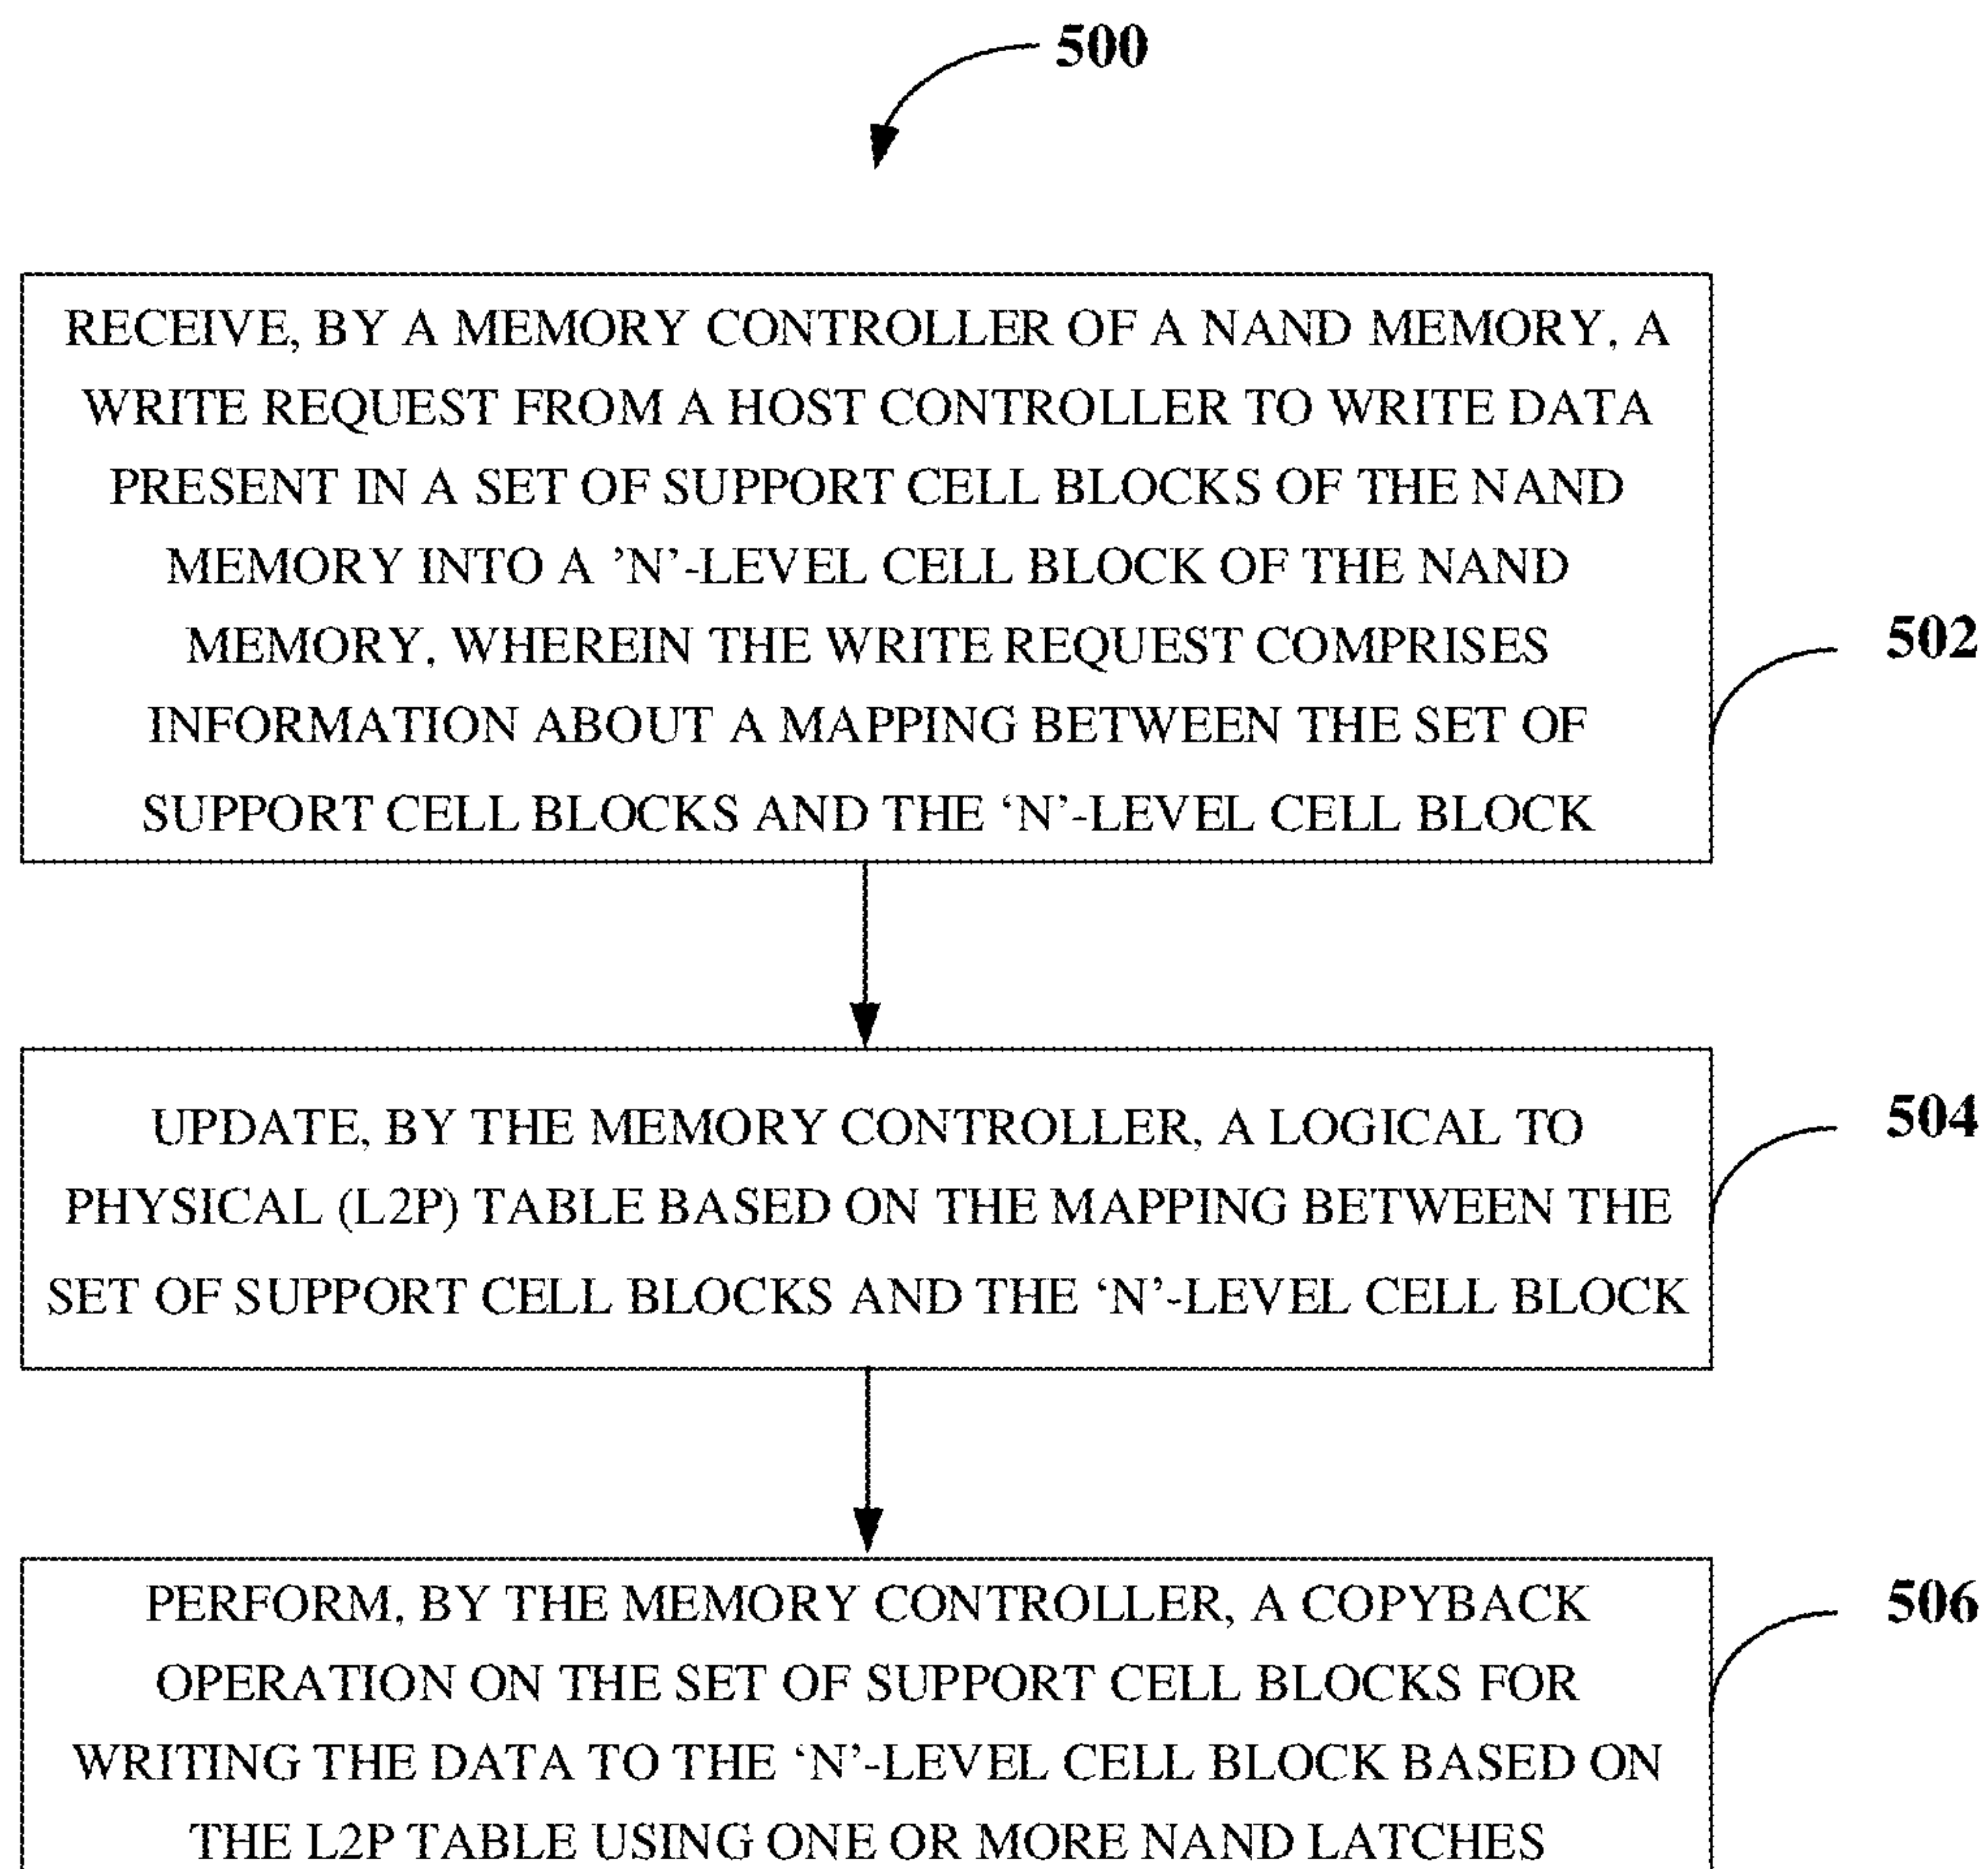 500
RECEIVE, BY A MEMORY CONTROLLER OF A NAND MEMORY, A
WRITE REQUEST FROM A HOST CONTROLLER TO WRITE DATA
PRESENT IN A SET OF SUPPORT CELL BLOCKS OF THE NAND
MEMORY INTO A 'N'-LEVEL CELL BLOCK OF THE NAND
MEMORY, WHEREIN THE WRITE REQUEST COMPRISES
INFORMATION ABOUT A MAPPING BETWEEN THE SET OF
SUPPORT CELL BLOCKS AND THE ‘N’-LEVEL CELL BLOCK
502
UPDATE, BY THE MEMORY CONTROLLER, A LOGICAL TO
PHYSICAL (L2P) TABLE BASED ON THE MAPPING BETWEEN THE
SET OF SUPPORT CELL BLOCKS AND THE ‘N’-LEVEL CELL BLOCK
504
PERFORM, BY THE MEMORY CONTROLLER, A COPYBACK
OPERATION ON THE SET OF SUPPORT CELL BLOCKS FOR
WRITING THE DATA TO THE ‘N’-LEVEL CELL BLOCK BASED ON
THE L2P TABLE USING ONE OR MORE NAND LATCHES
506